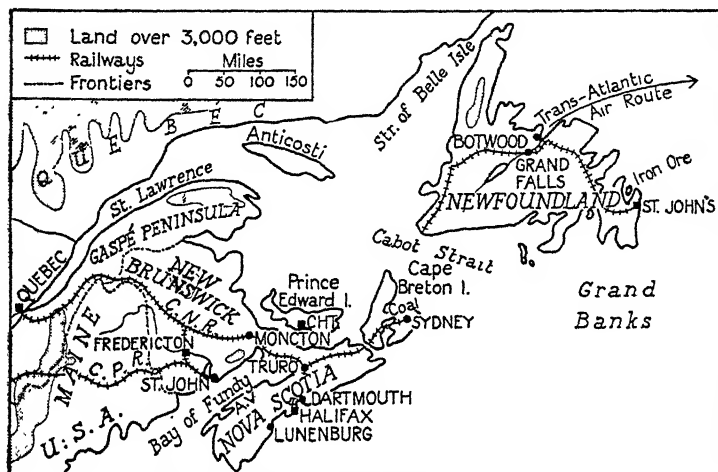 Land over 3,000 feet
Railways
Miles
Frontiers
0 50 100 150
QUEBEC
Str. of Belle Isle
Trans-Atlantic
Air Route
Anticosti
BOTWOOD
GRAND
FALLS
Iron Ore
NEWFOUNDLAND
ST. JOHN'S
St. Lawrence
GASPÉ PENINSULA
QUEBEC
Cabot Strait
NEW
BRUNSWICK
C.N.R.
Prince
Edward I.
Cape
Breton I.
Grand
Banks
CHT.
Coal
SYDNEY
MAINE
FREDERICTON
MONCTON
C.P.R.
ST. JOHN
TRURO
U.S.A.
Bay of Fundy
A.V.
NOVA SCOTIA
DARTMOUTH
HALIFAX
LUNENBURG